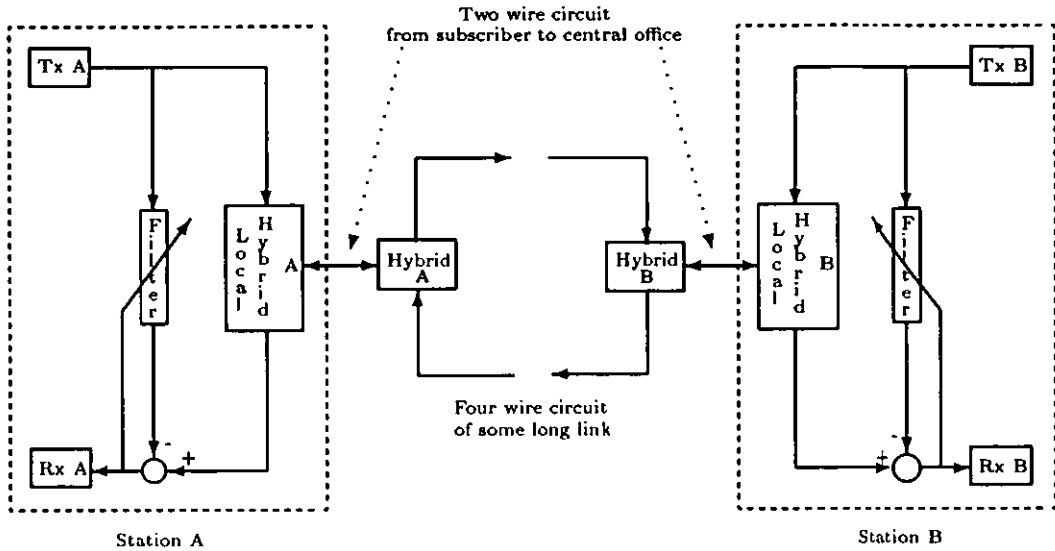 Two wire circuit
from subscriber to central office
Tx A
Tx B
Filter
Local
Hybrid
A
Hybrid
A
Hybrid
B
Local
Hybrid
B
Filter
Four wire circuit
of some long link
-
+
Rx A
-
+
Rx B
Station A
Station B